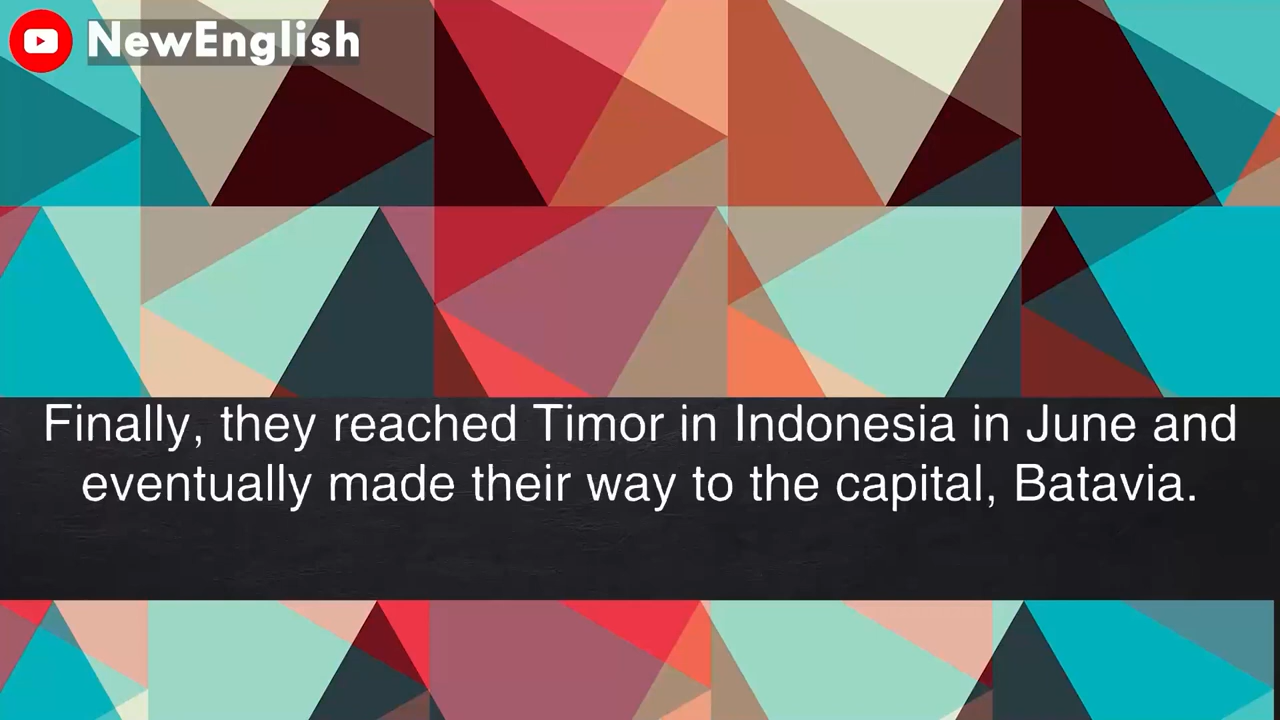 NewEnglish
Finally, they reached Timor in Indonesia in June and
eventually made their way to the capital, Batavia.